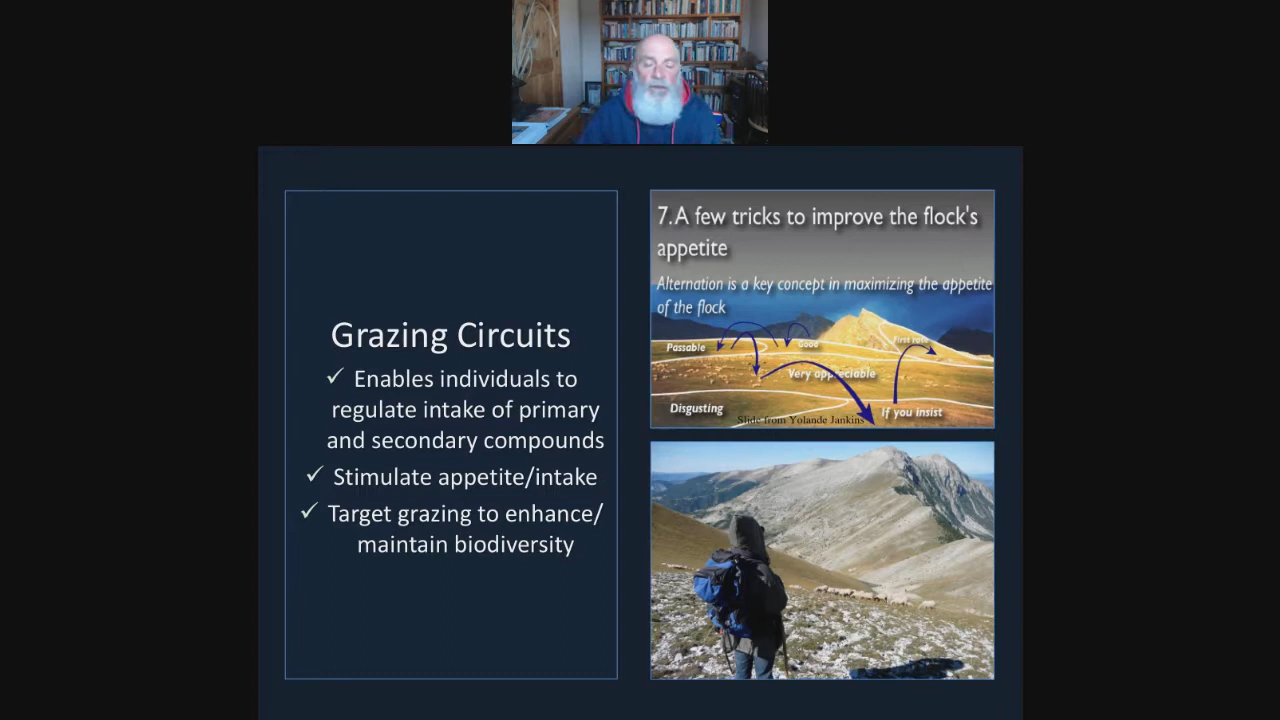 Grazing Circuits
✓ Enables individuals to
regulate intake of primary
and secondary compounds
✓ Stimulate appetite/intake
✓ Target grazing to enhance/
maintain biodiversity
7.A few tricks to improve the flock's
appetite
Alternation is a key concept in maximizing the appetite
of the flock
Passable
Good
First rate
Very appreciable
Disgusting
If you insist
Slide from Yolande Jankins